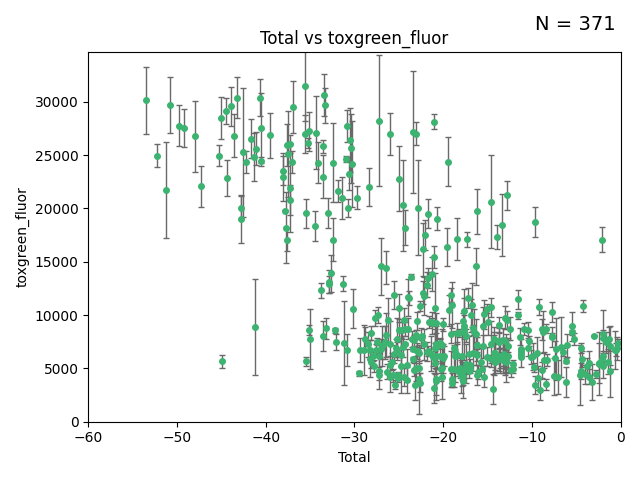 N = 371
Total vs toxgreen_fluor
30000
25000
20000
15000
10000
5000
0
toxgreen_fluor
−60 −50 −40 −30 −20 −10 0
Total